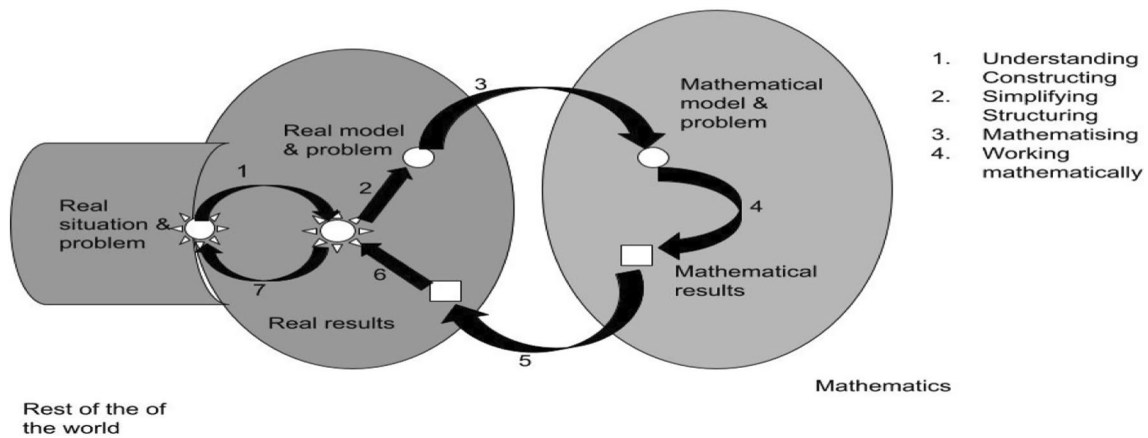 Real model
& problem
3
Mathematical
model &
problem
1
2
Real
situation &
problem
4
7
6
Real results
Mathematical
results
5
Mathematics
Rest of the of
the world
1. Understanding
Constructing
2. Simplifying
Structuring
3. Mathematising
4. Working
mathematically